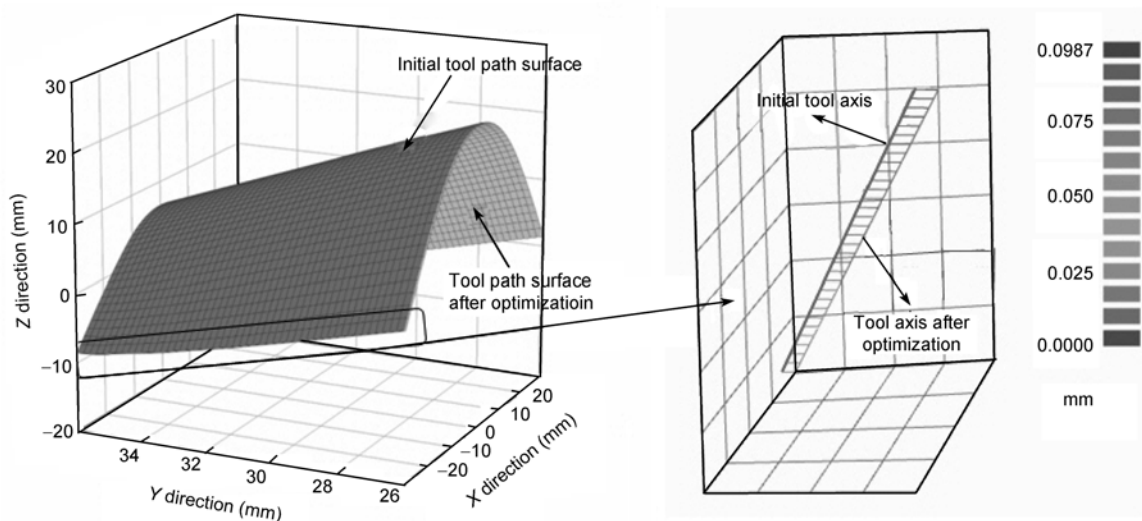 Initial tool path surface
Tool path surface
after optimizatioin
Z direction (mm)
30
20
10
0
−10
−20
34
32
30
28
26
Y direction (mm)
−20
−10
0
10
20
X direction (mm)
Initial tool axis
Tool axis after
optimization
0.0987
0.075
0.050
0.025
0.0000
mm